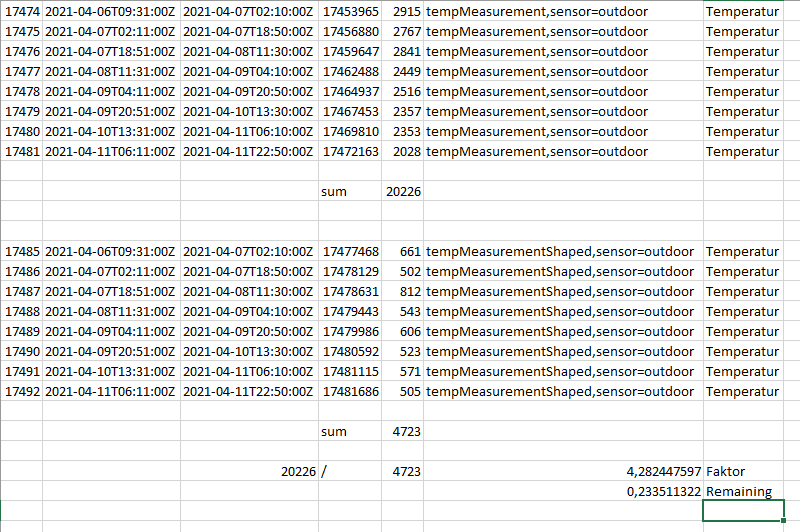 17474 2021-04-06T09:31:00Z 2021-04-07T02:10:00Z 17453965 2915 tempMeasurement,sensor=outdoor Temperatur
17475 2021-04-07T02:11:00Z 2021-04-07T18:50:00Z 17456880 2767 tempMeasurement,sensor=outdoor Temperatur
17476 2021-04-07T18:51:00Z 2021-04-08T11:30:00Z 17459647 2841 tempMeasurement,sensor=outdoor Temperatur
17477 2021-04-08T11:31:00Z 2021-04-09T04:10:00Z 17462488 2449 tempMeasurement,sensor=outdoor Temperatur
17478 2021-04-09T04:11:00Z 2021-04-09T20:50:00Z 17464937 2516 tempMeasurement,sensor=outdoor Temperatur
17479 2021-04-09T20:51:00Z 2021-04-10T13:30:00Z 17467453 2357 tempMeasurement,sensor=outdoor Temperatur
17480 2021-04-10T13:31:00Z 2021-04-11T06:10:00Z 17469810 2353 tempMeasurement,sensor=outdoor Temperatur
17481 2021-04-11T06:11:00Z 2021-04-11T22:50:00Z 17472163 2028 tempMeasurement,sensor=outdoor Temperatur
sum 20226
17485 2021-04-06T09:31:00Z 2021-04-07T02:10:00Z 17477468 661 tempMeasurementShaped,sensor=outdoor Temperatur
17486 2021-04-07T02:11:00Z 2021-04-07T18:50:00Z 17478129 502 tempMeasurementShaped,sensor=outdoor Temperatur
17487 2021-04-07T18:51:00Z 2021-04-08T11:30:00Z 17478631 812 tempMeasurementShaped,sensor=outdoor Temperatur
17488 2021-04-08T11:31:00Z 2021-04-09T04:10:00Z 17479443 543 tempMeasurementShaped,sensor=outdoor Temperatur
17489 2021-04-09T04:11:00Z 2021-04-09T20:50:00Z 17479986 606 tempMeasurementShaped,sensor=outdoor Temperatur
17490 2021-04-09T20:51:00Z 2021-04-10T13:30:00Z 17480592 523 tempMeasurementShaped,sensor=outdoor Temperatur
17491 2021-04-10T13:31:00Z 2021-04-11T06:10:00Z 17481115 571 tempMeasurementShaped,sensor=outdoor Temperatur
17492 2021-04-11T06:11:00Z 2021-04-11T22:50:00Z 17481686 505 tempMeasurementShaped,sensor=outdoor Temperatur
sum 4723
20226 / 4723 4,282447597 Faktor
0,233511322 Remaining